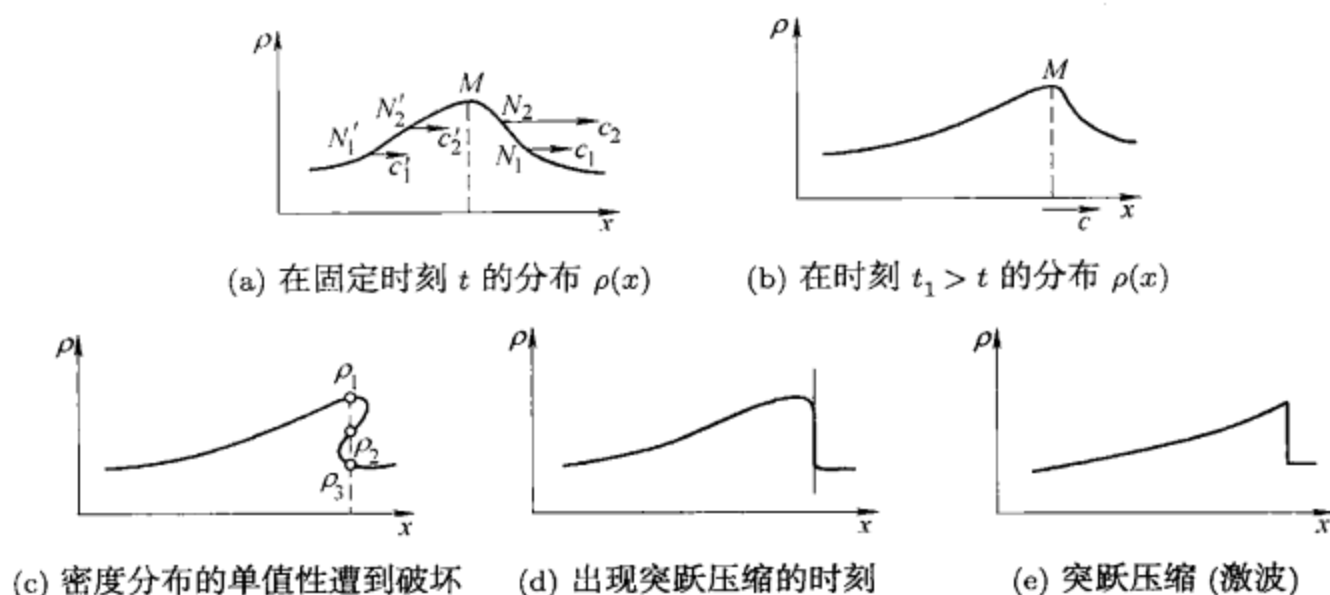 ρ
M
N₂′
N₂
c₂′
c₂
N₁′
N₁
c₁′
c₁
x
(a) 在固定时刻 t 的分布 ρ(x)
ρ
M
c
x
(b) 在时刻 t₁ > t 的分布 ρ(x)
ρ
ρ₁
ρ₂
ρ₃
x
(c) 密度分布的单值性遭到破坏
ρ
x
(d) 出现突跃压缩的时刻
ρ
x
(e) 突跃压缩 (激波)